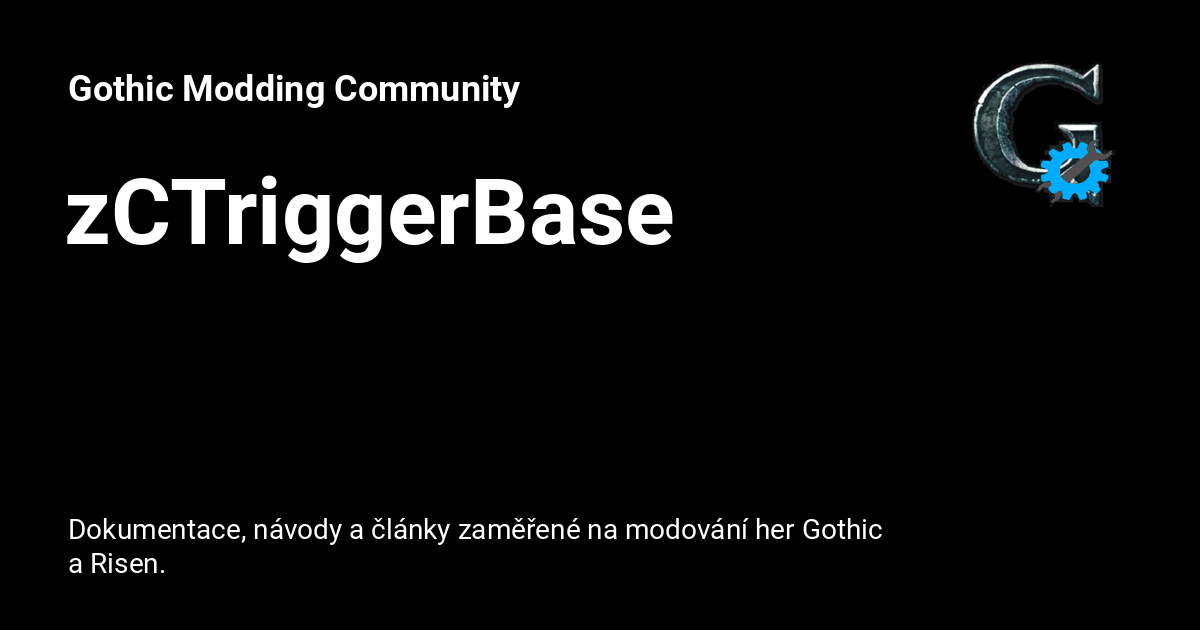 Gothic Modding Community
zCTriggerBase
Dokumentace, návody a články zaměřené na modování her Gothic
a Risen.